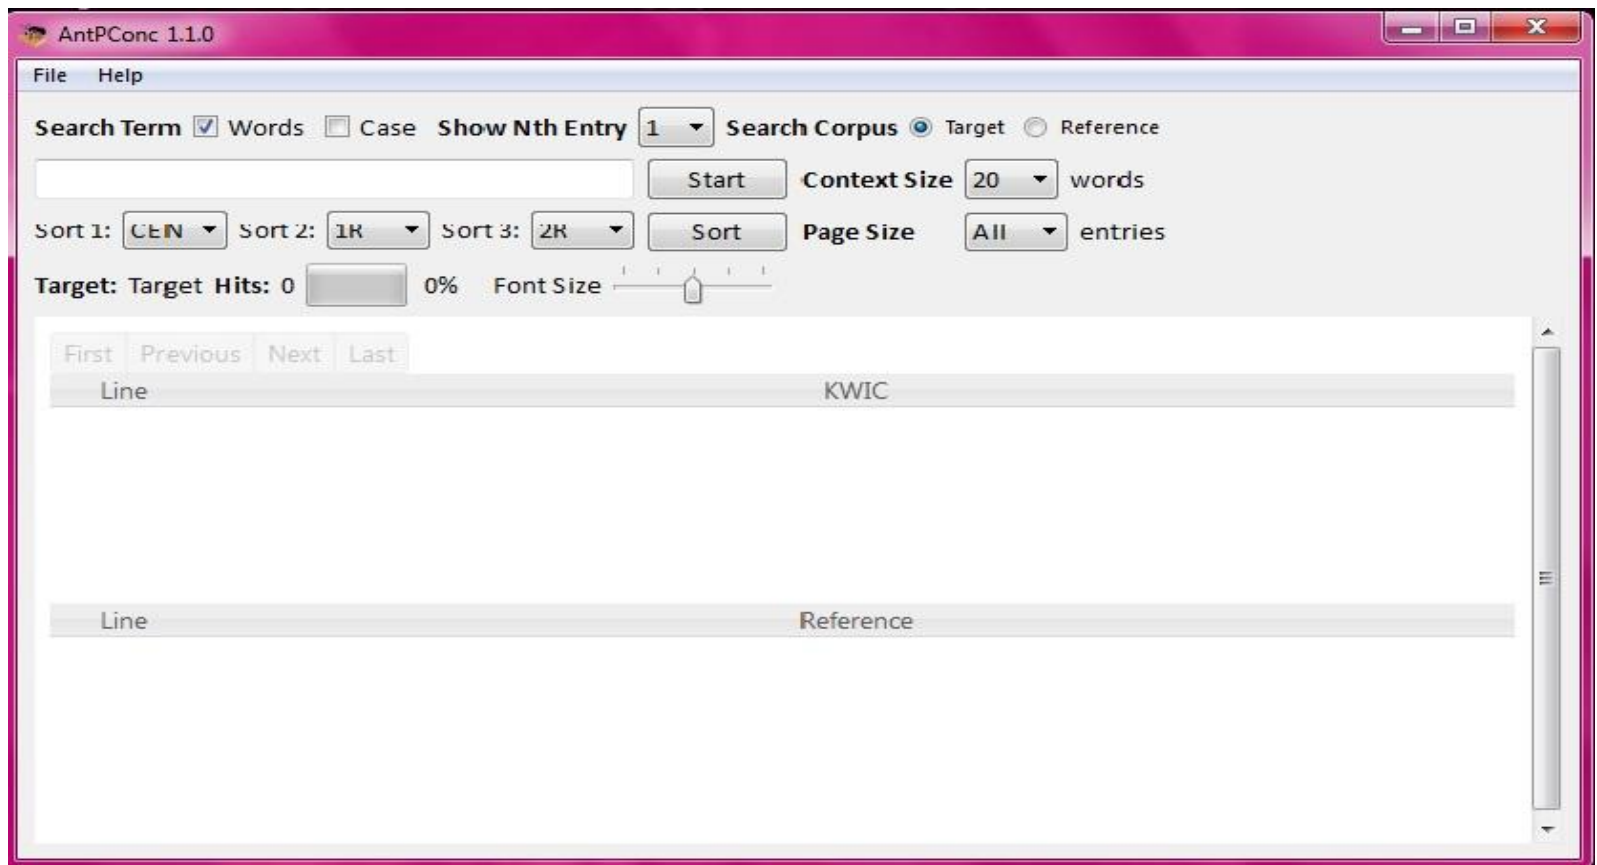 AntPConc 1.1.0
File Help
Search Term Words Case Show Nth Entry 1 Search Corpus Target Reference
Start Context Size 20 words
Sort 1: CEN Sort 2: 1R Sort 3: 2R Sort Page Size All entries
Target: Target Hits: 0 0% Font Size
First Previous Next Last
Line KWIC
Line Reference